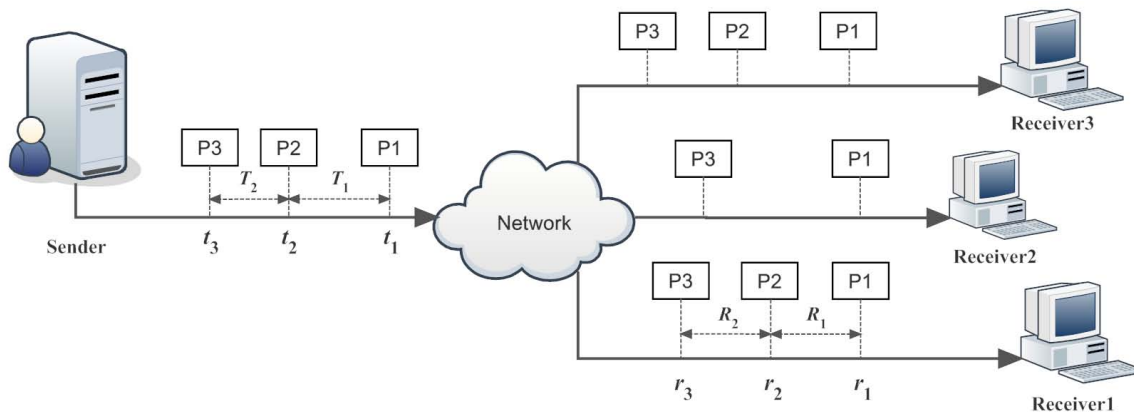 P3 P2 P1
Receiver3
P3 P2 P1
T2 T1
P3 P1
Sender
t3 t2 t1
Network
Receiver2
P3 P2 P1
R2 R1
r3 r2 r1
Receiver1